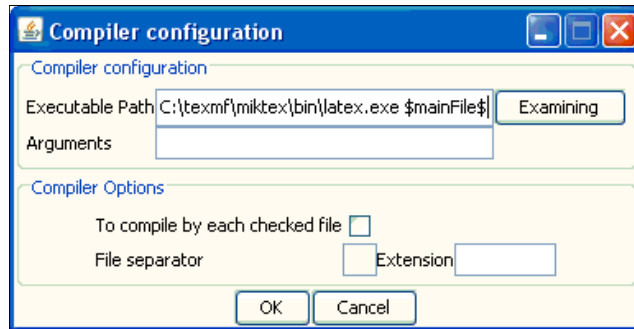 Compiler configuration
Compiler configuration
Executable Path C:\texmf\miktex\bin\latex.exe $mainFile$ Examining
Arguments
Compiler Options
To compile by each checked file
File separator Extension
OK Cancel